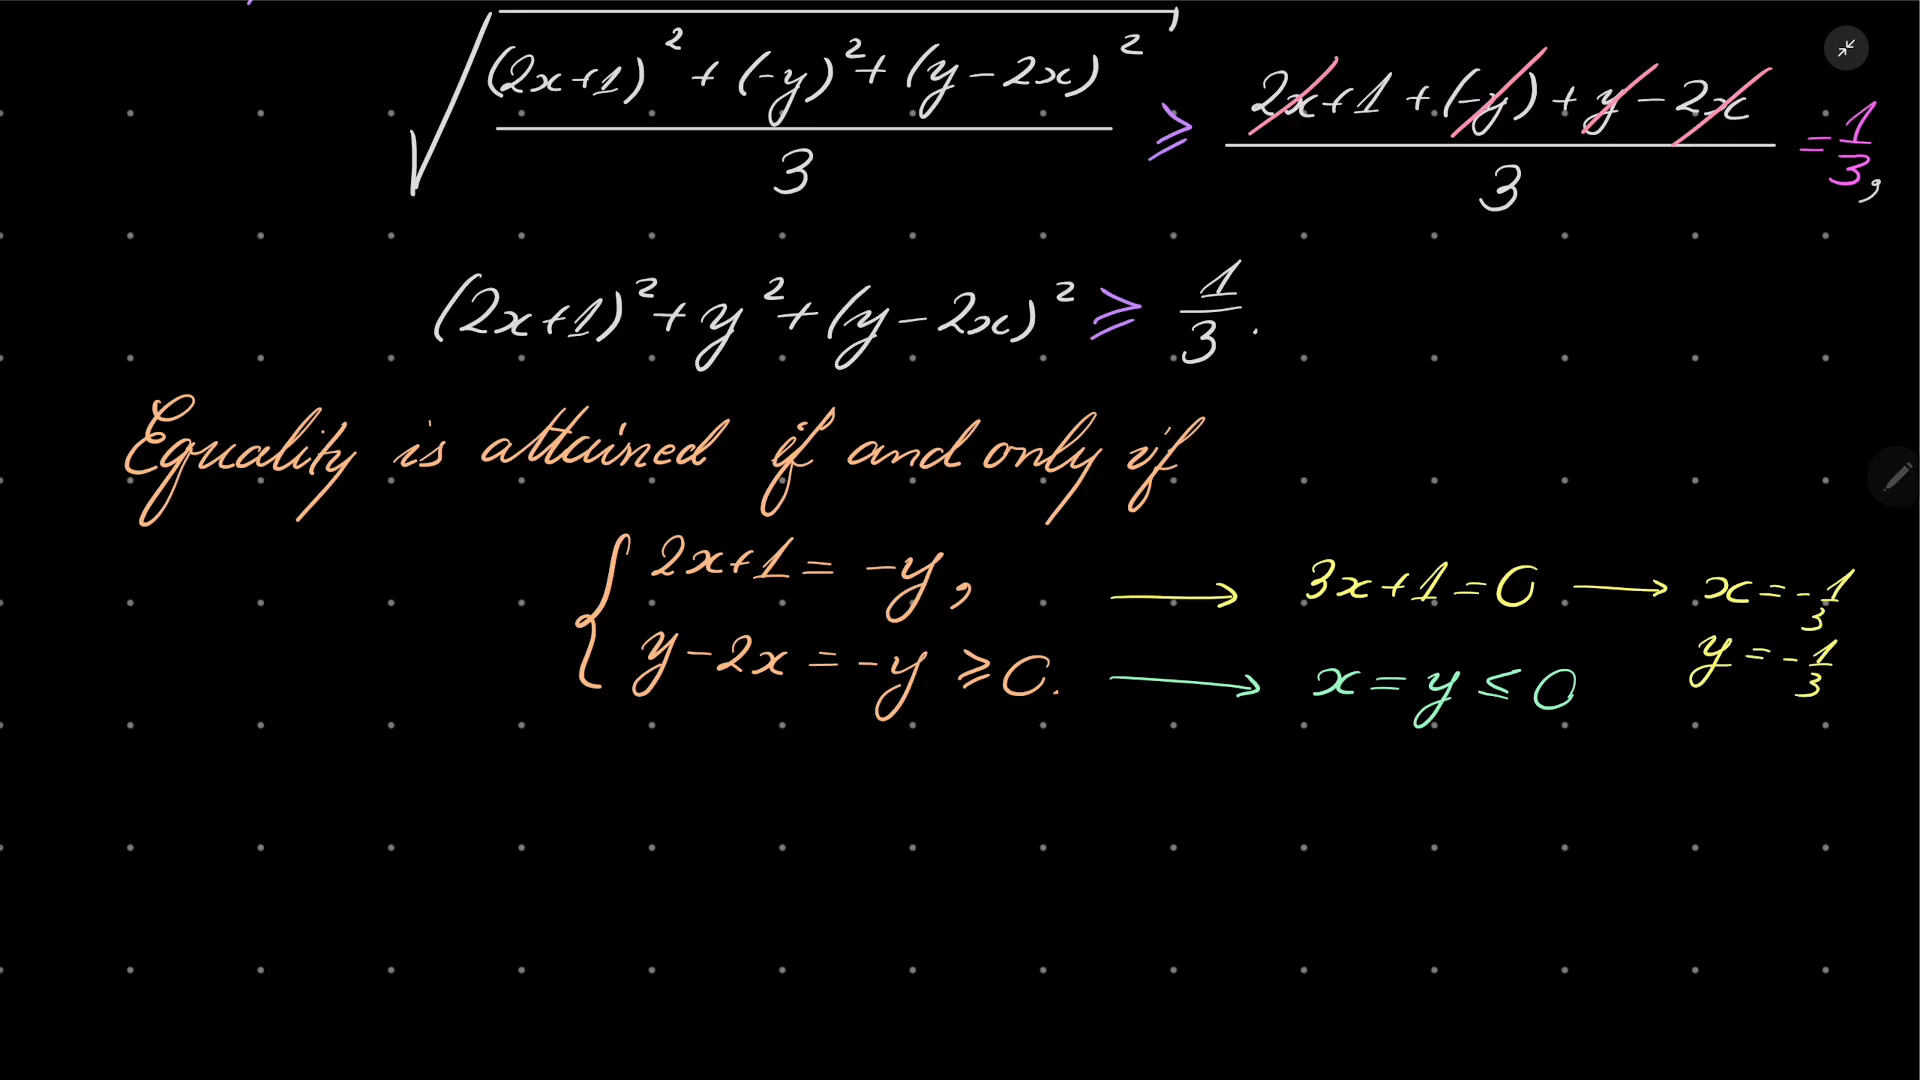 √(((2x+1)² + (-y)² + (y - 2x)²) / 3) ≥ (2x+1 + (-y) + y - 2x) / 3 = 1/3,
(2x+1)² + y² + (y - 2x)² ≥ 1/3.
Equality is attained if and only if
{ 2x+1 = -y, → 3x+1=0 → x = -1/3
y - 2x = -y ≥ 0. → x = y ≤ 0 y = -1/3